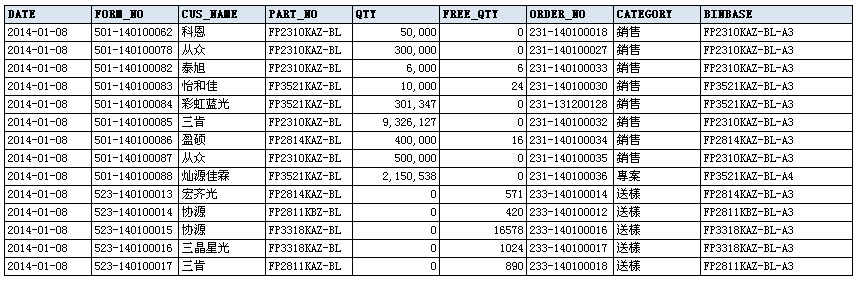 DATE FORM_NO CUS_NAME PART_NO QTY FREE_QTY ORDER_NO CATEGORY BINBASE
2014-01-08 501-140100062 科恩 FP2310KAZ-BL 50,000 0 231-140100018 銷售 FP2310KAZ-BL-A3
2014-01-08 501-140100078 从众 FP2310KAZ-BL 300,000 0 231-140100027 銷售 FP2310KAZ-BL-A3
2014-01-08 501-140100082 泰旭 FP2310KAZ-BL 6,000 6 231-140100033 銷售 FP2310KAZ-BL-A3
2014-01-08 501-140100083 怡和佳 FP3521KAZ-BL 10,000 24 231-140100030 銷售 FP3521KAZ-BL-A3
2014-01-08 501-140100084 彩虹蓝光 FP3521KAZ-BL 301,347 0 231-131200128 銷售 FP3521KAZ-BL-A3
2014-01-08 501-140100085 三肯 FP2310KAZ-BL 9,326,127 0 231-140100032 銷售 FP2310KAZ-BL-A3
2014-01-08 501-140100086 盈硕 FP2814KAZ-BL 400,000 16 231-140100034 銷售 FP2814KAZ-BL-A3
2014-01-08 501-140100087 从众 FP2310KAZ-BL 500,000 0 231-140100035 銷售 FP2310KAZ-BL-A3
2014-01-08 501-140100088 灿源佳霖 FP3521KAZ-BL 2,150,538 0 231-140100036 專案 FP3521KAZ-BL-A4
2014-01-08 523-140100013 宏齐光 FP2814KAZ-BL 0 571 233-140100014 送樣 FP2814KAZ-BL-A3
2014-01-08 523-140100014 协源 FP2811KBZ-BL 0 420 233-140100012 送樣 FP2811KBZ-BL-A3
2014-01-08 523-140100015 协源 FP3318KAZ-BL 0 16578 233-140100016 送樣 FP3318KAZ-BL-A3
2014-01-08 523-140100016 三晶星光 FP3318KAZ-BL 0 1024 233-140100017 送樣 FP3318KAZ-BL-A3
2014-01-08 523-140100017 三肯 FP2811KAZ-BL 0 890 233-140100018 送樣 FP2811KAZ-BL-A3